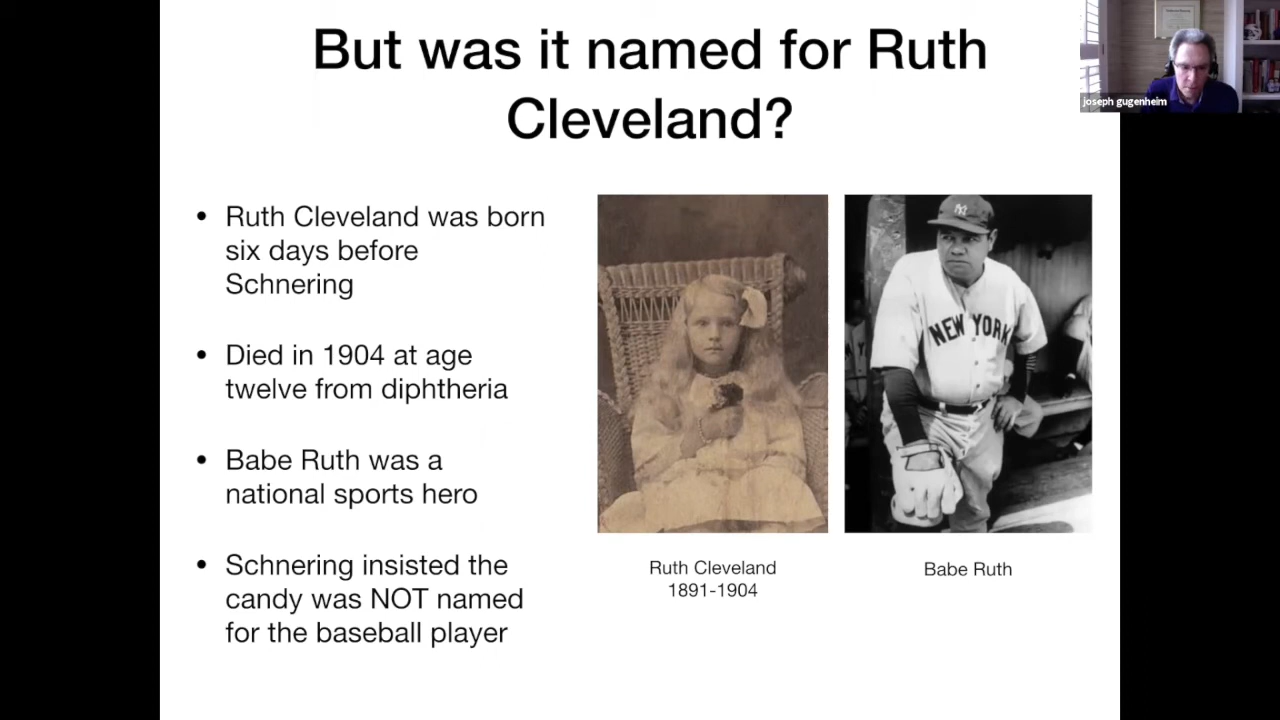 But was it named for Ruth
Cleveland?
joseph gugenheim
• Ruth Cleveland was born
six days before
Schnering
• Died in 1904 at age
twelve from diphtheria
• Babe Ruth was a
national sports hero
• Schnering insisted the
candy was NOT named
for the baseball player
NY
NEW YORK
Ruth Cleveland
1891-1904
Babe Ruth